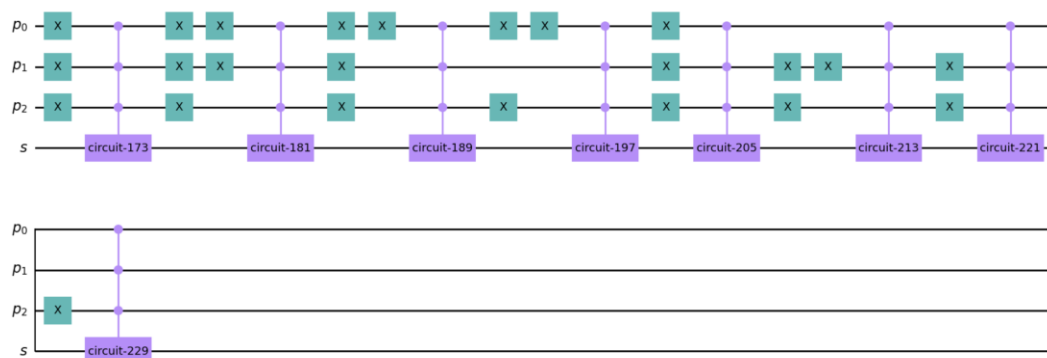 p0 X X X X X X X X
p1 X X X X X X X X
p2 X X X X X X X
s circuit-173 circuit-181 circuit-189 circuit-197 circuit-205 circuit-213 circuit-221
p0
p1
p2 X
s circuit-229